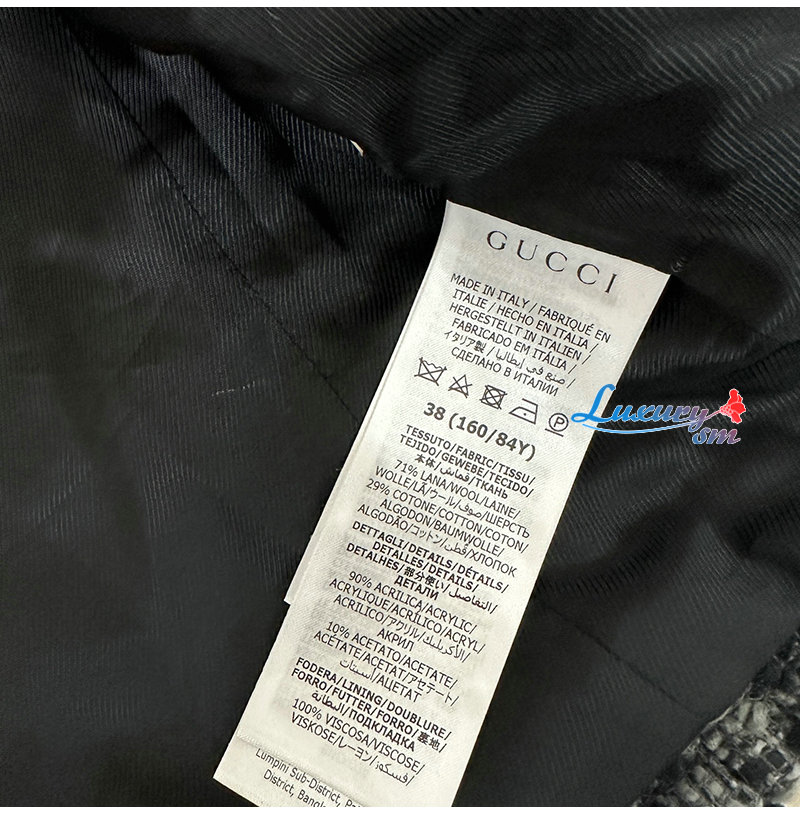 GUCCI
MADE IN ITALY / FABRIQUÉ EN
ITALIE / HECHO EN ITALIA /
HERGESTELLT IN ITALIEN /
FABRICADO EM ITÁLIA /
イタリア製 / صنع في إيطاليا /
СДЕЛАНО В ИТАЛИИ
P
38 (160/84Y)
Luxury
sm
TESSUTO/FABRIC/TISSU/
TEJIDO/GEWEBE/TECIDO/
本体/قماش/ТКАНЬ
71% LANA/WOOL/LAINE/
WOLLE/LÃ/ウール/صوف/ШЕРСТЬ
29% COTONE/COTTON/COTON/
ALGODON/BAUMWOLLE/
ALGODÃO/コットン/قطن/ХЛОПОК
DETTAGLI/DETAILS/DÉTAILS/
DETALLES/DETAILS/
DETALHES/部分使い/التفاصيل/
ДЕТАЛИ
90% ACRILICA/ACRYLIC/
ACRYLIQUE/ACRÍLICO/ACRYL/
ACRILICO/アクリル/الأكريليك/
АКРИЛ
10% ACETATO/ACETATE/
ACÉTATE/ACETAT/アセテート/
أسيتات/АЦЕТАТ
FODERA/LINING/DOUBLURE/
FORRO/FUTTER/FORRO/裏地/
البطانة/ПОДКЛАДКА
100% VISCOSA/VISCOSE/
VISKOSE/レーヨン/فسكوز/
Lumpini Sub-District,
District,